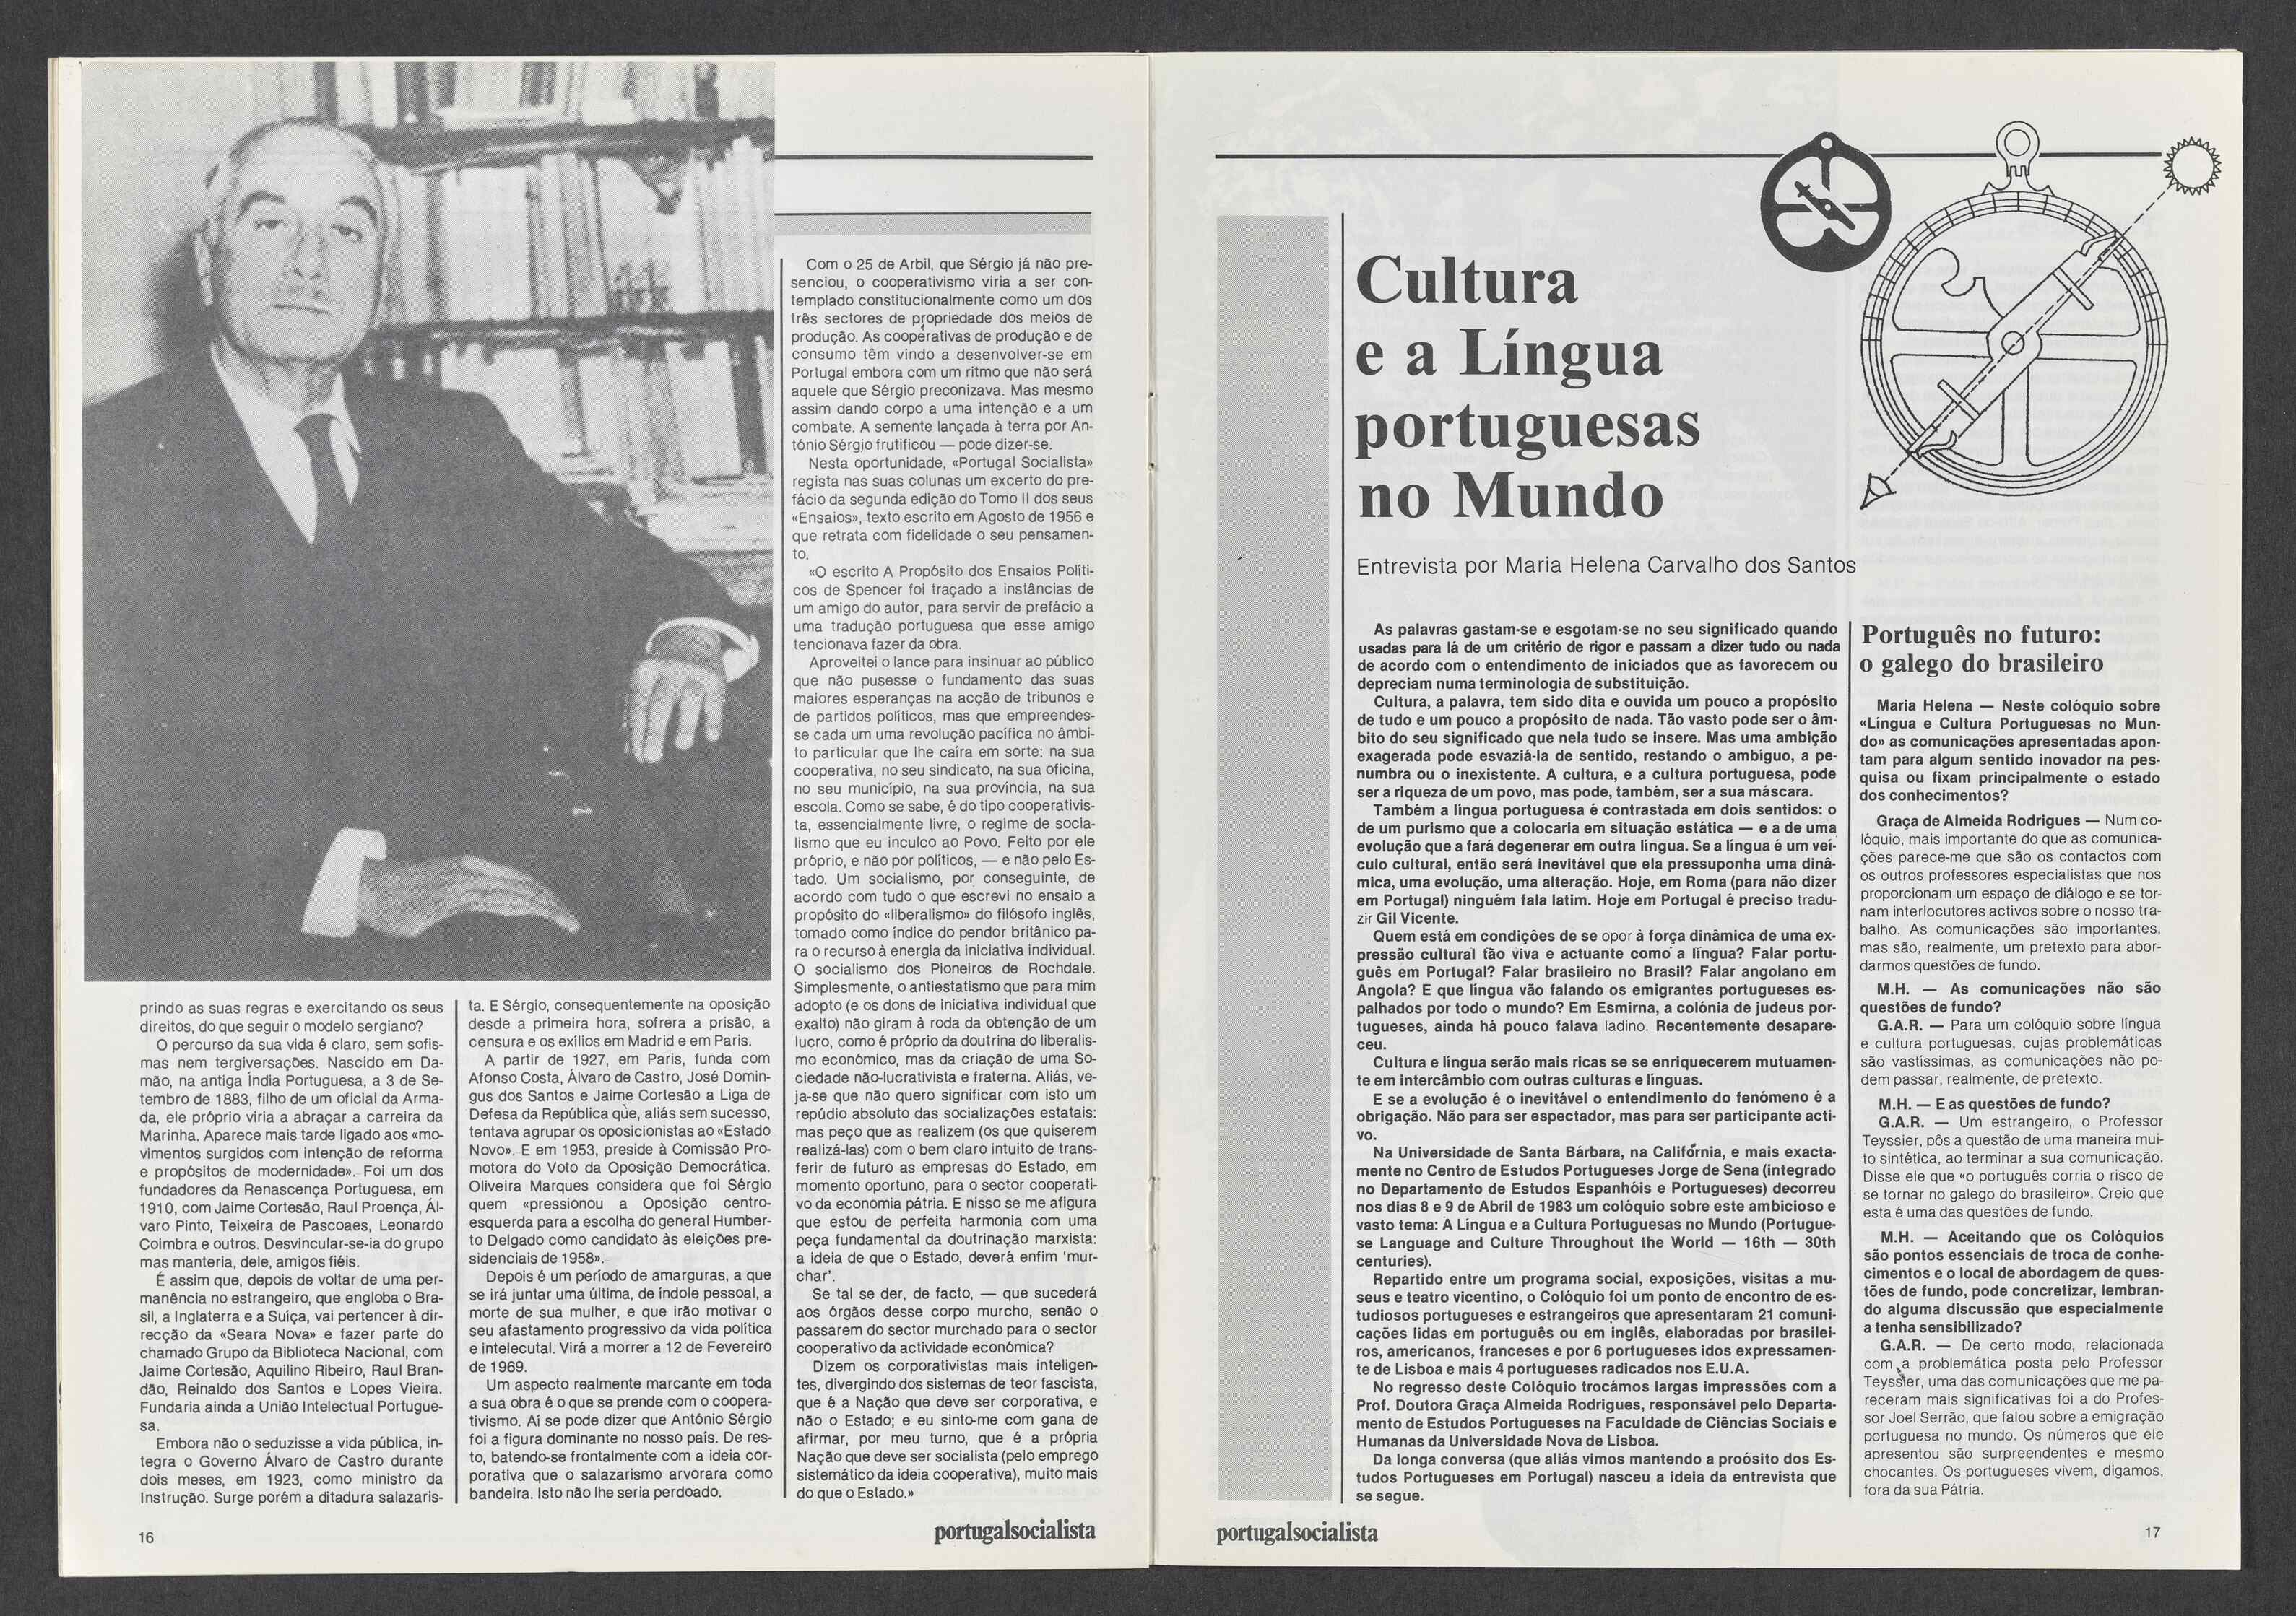 prindo as suas regras e exercitando os seus
direitos, do que seguir o modelo sergiano?
O percurso da sua vida é claro, sem sofis-
mas nem tergiversações. Nascido em Da-
mão, na antiga Índia Portuguesa, a 3 de Se-
tembro de 1883, filho de um oficial da Arma-
da, ele próprio viria a abraçar a carreira da
Marinha. Aparece mais tarde ligado aos «mo-
vimentos surgidos com intenção de reforma
e propósitos de modernidade». Foi um dos
fundadores da Renascença Portuguesa, em
1910, com Jaime Cortesão, Raul Proença, Ál-
varo Pinto, Teixeira de Pascoaes, Leonardo
Coimbra e outros. Desvincular-se-ia do grupo
mas manteria, dele, amigos fiéis.
É assim que, depois de voltar de uma per-
manência no estrangeiro, que engloba o Bra-
sil, a Inglaterra e a Suíça, vai pertencer à dir-
recção da «Seara Nova» e fazer parte do
chamado Grupo da Biblioteca Nacional, com
Jaime Cortesão, Aquilino Ribeiro, Raul Bran-
dão, Reinaldo dos Santos e Lopes Vieira.
Fundaria ainda a União Intelectual Portugue-
sa.
Embora não o seduzisse a vida pública, in-
tegra o Governo Álvaro de Castro durante
dois meses, em 1923, como ministro da
Instrução. Surge porém a ditadura salazaris-
ta. E Sérgio, consequentemente na oposição
desde a primeira hora, sofrera a prisão, a
censura e os exílios em Madrid e em Paris.
A partir de 1927, em Paris, funda com
Afonso Costa, Álvaro de Castro, José Domin-
gus dos Santos e Jaime Cortesão a Liga de
Defesa da República que, aliás sem sucesso,
tentava agrupar os oposicionistas ao «Estado
Novo». E em 1953, preside à Comissão Pro-
motora do Voto da Oposição Democrática.
Oliveira Marques considera que foi Sérgio
quem «pressionou a Oposição centro-
esquerda para a escolha do general Humber-
to Delgado como candidato às eleições pre-
sidenciais de 1958».
Depois é um período de amarguras, a que
se irá juntar uma última, de índole pessoal, a
morte de sua mulher, e que irão motivar o
seu afastamento progressivo da vida política
e intelecutal. Virá a morrer a 12 de Fevereiro
de 1969.
Um aspecto realmente marcante em toda
a sua obra é o que se prende com o coopera-
tivismo. Aí se pode dizer que António Sérgio
foi a figura dominante no nosso país. De res-
to, batendo-se frontalmente com a ideia cor-
porativa que o salazarismo arvorara como
bandeira. Isto não lhe seria perdoado.
Com o 25 de Arbil, que Sérgio já não pre-
senciou, o cooperativismo viria a ser con-
templado constitucionalmente como um dos
três sectores de propriedade dos meios de
produção. As cooperativas de produção e de
consumo têm vindo a desenvolver-se em
Portugal embora com um ritmo que não será
aquele que Sérgio preconizava. Mas mesmo
assim dando corpo a uma intenção e a um
combate. A semente lançada à terra por An-
tónio Sérgio frutificou — pode dizer-se.
Nesta oportunidade, «Portugal Socialista»
regista nas suas colunas um excerto do pre-
fácio da segunda edição do Tomo II dos seus
«Ensaios», texto escrito em Agosto de 1956 e
que retrata com fidelidade o seu pensamen-
to.
«O escrito A Propósito dos Ensaios Políti-
cos de Spencer foi traçado a instâncias de
um amigo do autor, para servir de prefácio a
uma tradução portuguesa que esse amigo
tencionava fazer da obra.
Aproveitei o lance para insinuar ao público
que não pusesse o fundamento das suas
maiores esperanças na acção de tribunos e
de partidos políticos, mas que empreendes-
se cada um uma revolução pacífica no âmbi-
to particular que lhe caíra em sorte: na sua
cooperativa, no seu sindicato, na sua oficina,
no seu município, na sua província, na sua
escola. Como se sabe, é do tipo cooperativis-
ta, essencialmente livre, o regime de socia-
lismo que eu inculco ao Povo. Feito por ele
próprio, e não por políticos, — e não pelo Es-
tado. Um socialismo, por conseguinte, de
acordo com tudo o que escrevi no ensaio a
propósito do «liberalismo» do filósofo inglês,
tomado como índice do pendor britânico pa-
ra o recurso à energia da iniciativa individual.
O socialismo dos Pioneiros de Rochdale.
Simplesmente, o antiestatismo que para mim
adopto (e os dons de iniciativa individual que
exalto) não giram à roda da obtenção de um
lucro, como é próprio da doutrina do liberalis-
mo económico, mas da criação de uma So-
ciedade não-lucrativista e fraterna. Aliás, ve-
ja-se que não quero significar com isto um
repúdio absoluto das socializações estatais:
mas peço que as realizem (os que quiserem
realizá-las) com o bem claro intuito de trans-
ferir de futuro as empresas do Estado, em
momento oportuno, para o sector cooperati-
vo da economia pátria. E nisso se me afigura
que estou de perfeita harmonia com uma
peça fundamental da doutrinação marxista:
a ideia de que o Estado, deverá enfim 'mur-
char'.
Se tal se der, de facto, — que sucederá
aos órgãos desse corpo murcho, senão o
passarem do sector murchado para o sector
cooperativo da actividade económica?
Dizem os corporativistas mais inteligen-
tes, divergindo dos sistemas de teor fascista,
que é a Nação que deve ser corporativa, e
não o Estado; e eu sinto-me com gana de
afirmar, por meu turno, que é a própria
Nação que deve ser socialista (pelo emprego
sistemático da ideia cooperativa), muito mais
do que o Estado.»
16
portugalsocialista
Cultura
e a Língua
portuguesas
no Mundo
Entrevista por Maria Helena Carvalho dos Santos
As palavras gastam-se e esgotam-se no seu significado quando
usadas para lá de um critério de rigor e passam a dizer tudo ou nada
de acordo com o entendimento de iniciados que as favorecem ou
depreciam numa terminologia de substituição.
Cultura, a palavra, tem sido dita e ouvida um pouco a propósito
de tudo e um pouco a propósito de nada. Tão vasto pode ser o âm-
bito do seu significado que nela tudo se insere. Mas uma ambição
exagerada pode esvaziá-la de sentido, restando o ambíguo, a pe-
numbra ou o inexistente. A cultura, e a cultura portuguesa, pode
ser a riqueza de um povo, mas pode, também, ser a sua máscara.
Também a língua portuguesa é contrastada em dois sentidos: o
de um purismo que a colocaria em situação estática — e a de uma
evolução que a fará degenerar em outra língua. Se a língua é um veí-
culo cultural, então será inevitável que ela pressuponha uma dinâ-
mica, uma evolução, uma alteração. Hoje, em Roma (para não dizer
em Portugal) ninguém fala latim. Hoje em Portugal é preciso tradu-
zir Gil Vicente.
Quem está em condições de se opor à força dinâmica de uma ex-
pressão cultural tão viva e actuante como a língua? Falar portu-
guês em Portugal? Falar brasileiro no Brasil? Falar angolano em
Angola? E que língua vão falando os emigrantes portugueses es-
palhados por todo o mundo? Em Esmirna, a colónia de judeus por-
tugueses, ainda há pouco falava ladino. Recentemente desapare-
ceu.
Cultura e língua serão mais ricas se se enriquecerem mutuamen-
te em intercâmbio com outras culturas e línguas.
E se a evolução é o inevitável o entendimento do fenómeno é a
obrigação. Não para ser espectador, mas para ser participante acti-
vo.
Na Universidade de Santa Bárbara, na Califórnia, e mais exacta-
mente no Centro de Estudos Portugueses Jorge de Sena (integrado
no Departamento de Estudos Espanhóis e Portugueses) decorreu
nos dias 8 e 9 de Abril de 1983 um colóquio sobre este ambicioso e
vasto tema: A Língua e a Cultura Portuguesas no Mundo (Portugue-
se Language and Culture Throughout the World — 16th — 30th
centuries).
Repartido entre um programa social, exposições, visitas a mu-
seus e teatro vicentino, o Colóquio foi um ponto de encontro de es-
tudiosos portugueses e estrangeiros que apresentaram 21 comuni-
cações lidas em português ou em inglês, elaboradas por brasilei-
ros, americanos, franceses e por 6 portugueses idos expressamen-
te de Lisboa e mais 4 portugueses radicados nos E.U.A.
No regresso deste Colóquio trocámos largas impressões com a
Prof. Doutora Graça Almeida Rodrigues, responsável pelo Departa-
mento de Estudos Portugueses na Faculdade de Ciências Sociais e
Humanas da Universidade Nova de Lisboa.
Da longa conversa (que aliás vimos mantendo a proósito dos Es-
tudos Portugueses em Portugal) nasceu a ideia da entrevista que
se segue.
Português no futuro:
o galego do brasileiro
Maria Helena — Neste colóquio sobre
«Língua e Cultura Portuguesas no Mun-
do» as comunicações apresentadas apon-
tam para algum sentido inovador na pes-
quisa ou fixam principalmente o estado
dos conhecimentos?
Graça de Almeida Rodrigues — Num co-
lóquio, mais importante do que as comunica-
ções parece-me que são os contactos com
os outros professores especialistas que nos
proporcionam um espaço de diálogo e se tor-
nam interlocutores activos sobre o nosso tra-
balho. As comunicações são importantes,
mas são, realmente, um pretexto para abor-
darmos questões de fundo.
M.H. — As comunicações não são
questões de fundo?
G.A.R. — Para um colóquio sobre língua
e cultura portuguesas, cujas problemáticas
são vastíssimas, as comunicações não po-
dem passar, realmente, de pretexto.
M.H. — E as questões de fundo?
G.A.R. — Um estrangeiro, o Professor
Teyssier, pôs a questão de uma maneira mui-
to sintética, ao terminar a sua comunicação.
Disse ele que «o português corria o risco de
se tornar no galego do brasileiro». Creio que
esta é uma das questões de fundo.
M.H. — Aceitando que os Colóquios
são pontos essenciais de troca de conhe-
cimentos e o local de abordagem de ques-
tões de fundo, pode concretizar, lembran-
do alguma discussão que especialmente
a tenha sensibilizado?
G.A.R. — De certo modo, relacionada
com a problemática posta pelo Professor
Teyssier, uma das comunicações que me pa-
receram mais significativas foi a do Profes-
sor Joel Serrão, que falou sobre a emigração
portuguesa no mundo. Os números que ele
apresentou são surpreendentes e mesmo
chocantes. Os portugueses vivem, digamos,
fora da sua Pátria.
portugalsocialista
17